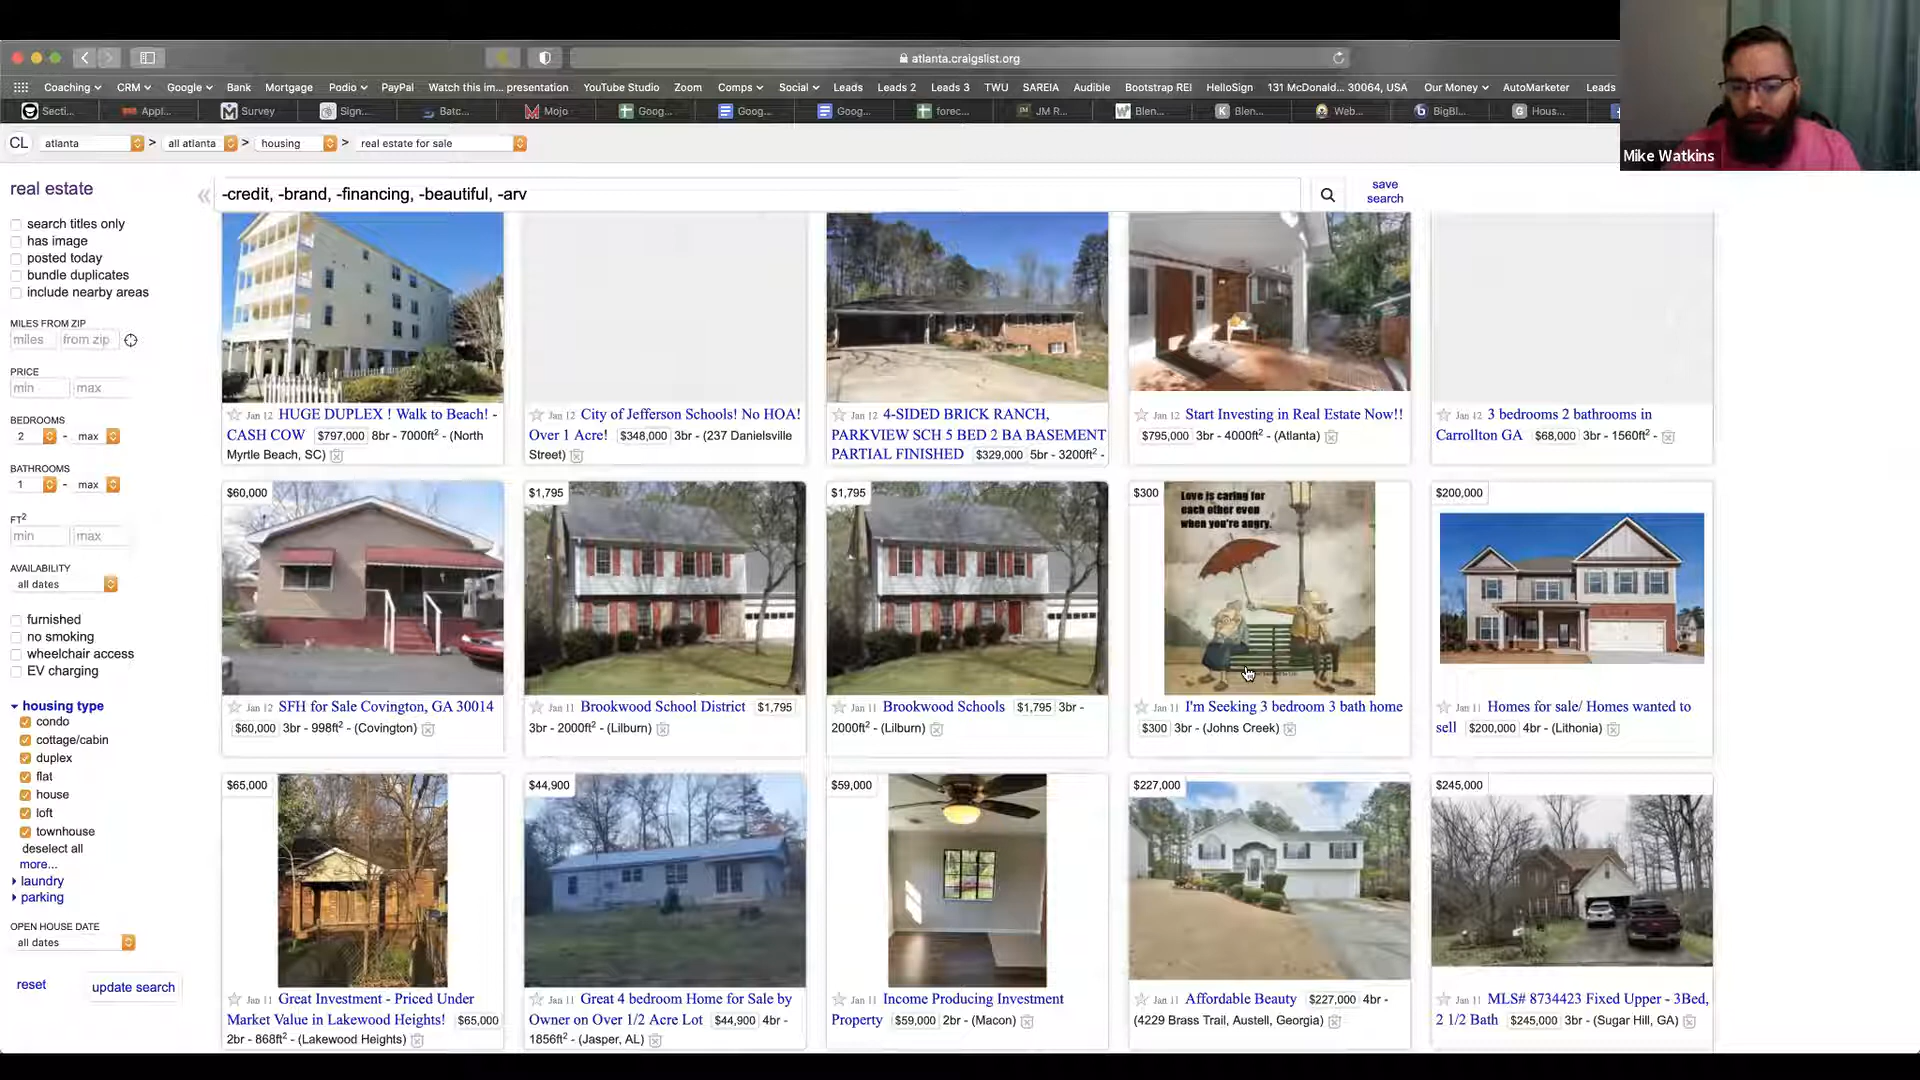 atlanta.craigslist.org
Coaching CRM Google Bank Mortgage Podio PayPal Watch this im... presentation YouTube Studio Zoom Comps Social Leads Leads 2 Leads 3 TWU SAREIA Audible Bootstrap REI HelloSign 131 McDonald... 30064, USA Our Money AutoMarketer Leads
Secti... Appl... Survey Sign... Batc... Mojo Goog... Goog... Goog... forec... JM R... Blen... Blen... Web... BigBl... Hous...
Mike Watkins
CL atlanta > all atlanta > housing > real estate for sale
real estate
-credit, -brand, -financing, -beautiful, -arv
save
search
search titles only
has image
posted today
bundle duplicates
include nearby areas
MILES FROM ZIP
miles from zip
PRICE
min max
BEDROOMS
2 - max
BATHROOMS
1 - max
FT2
min max
AVAILABILITY
all dates
furnished
no smoking
wheelchair access
EV charging
housing type
condo
cottage/cabin
duplex
flat
house
loft
townhouse
deselect all
more...
laundry
parking
OPEN HOUSE DATE
all dates
reset update search
Jan 12 HUGE DUPLEX ! Walk to Beach! -
CASH COW $797,000 8br - 7000ft2 - (North
Myrtle Beach, SC)
Jan 12 City of Jefferson Schools! No HOA!
Over 1 Acre! $348,000 3br - (237 Danielsville
Street)
Jan 12 4-SIDED BRICK RANCH,
PARKVIEW SCH 5 BED 2 BA BASEMENT
PARTIAL FINISHED $329,000 5br - 3200ft2 -
Jan 12 Start Investing in Real Estate Now!!
$795,000 3br - 4000ft2 - (Atlanta)
Jan 12 3 bedrooms 2 bathrooms in
Carrollton GA $68,000 3br - 1560ft2 -
$60,000
Jan 12 SFH for Sale Covington, GA 30014
$60,000 3br - 998ft2 - (Covington)
$1,795
Jan 11 Brookwood School District $1,795
3br - 2000ft2 - (Lilburn)
$1,795
Jan 11 Brookwood Schools $1,795 3br -
2000ft2 - (Lilburn)
$300
Love is caring for
each other even
when you're angry.
Jan 11 I'm Seeking 3 bedroom 3 bath home
$300 3br - (Johns Creek)
$200,000
Jan 11 Homes for sale/ Homes wanted to
sell $200,000 4br - (Lithonia)
$65,000
Jan 11 Great Investment - Priced Under
Market Value in Lakewood Heights! $65,000
2br - 868ft2 - (Lakewood Heights)
$44,900
Jan 11 Great 4 bedroom Home for Sale by
Owner on Over 1/2 Acre Lot $44,900 4br -
1856ft2 - (Jasper, AL)
$59,000
Jan 11 Income Producing Investment
Property $59,000 2br - (Macon)
$227,000
Jan 11 Affordable Beauty $227,000 4br -
(4229 Brass Trail, Austell, Georgia)
$245,000
Jan 11 MLS# 8734423 Fixed Upper - 3Bed,
2 1/2 Bath $245,000 3br - (Sugar Hill, GA)